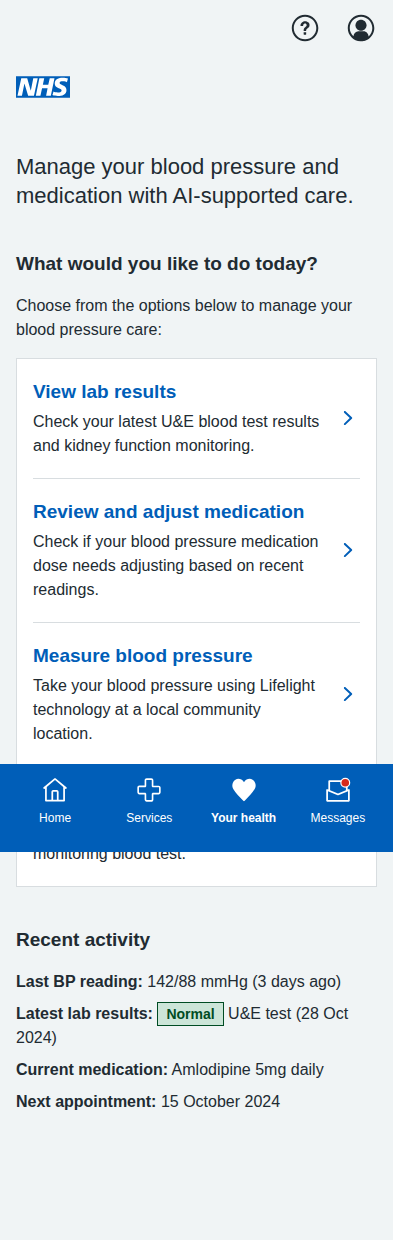 NHS
Manage your blood pressure and
medication with AI-supported care.
What would you like to do today?
Choose from the options below to manage your
blood pressure care:
View lab results
Check your latest U&E blood test results
and kidney function monitoring.
Review and adjust medication
Check if your blood pressure medication
dose needs adjusting based on recent
readings.
Measure blood pressure
Take your blood pressure using Lifelight
technology at a local community
location.
Home
Services
Your health
Messages
monitoring blood test.
Recent activity
Last BP reading: 142/88 mmHg (3 days ago)
Latest lab results: Normal U&E test (28 Oct
2024)
Current medication: Amlodipine 5mg daily
Next appointment: 15 October 2024